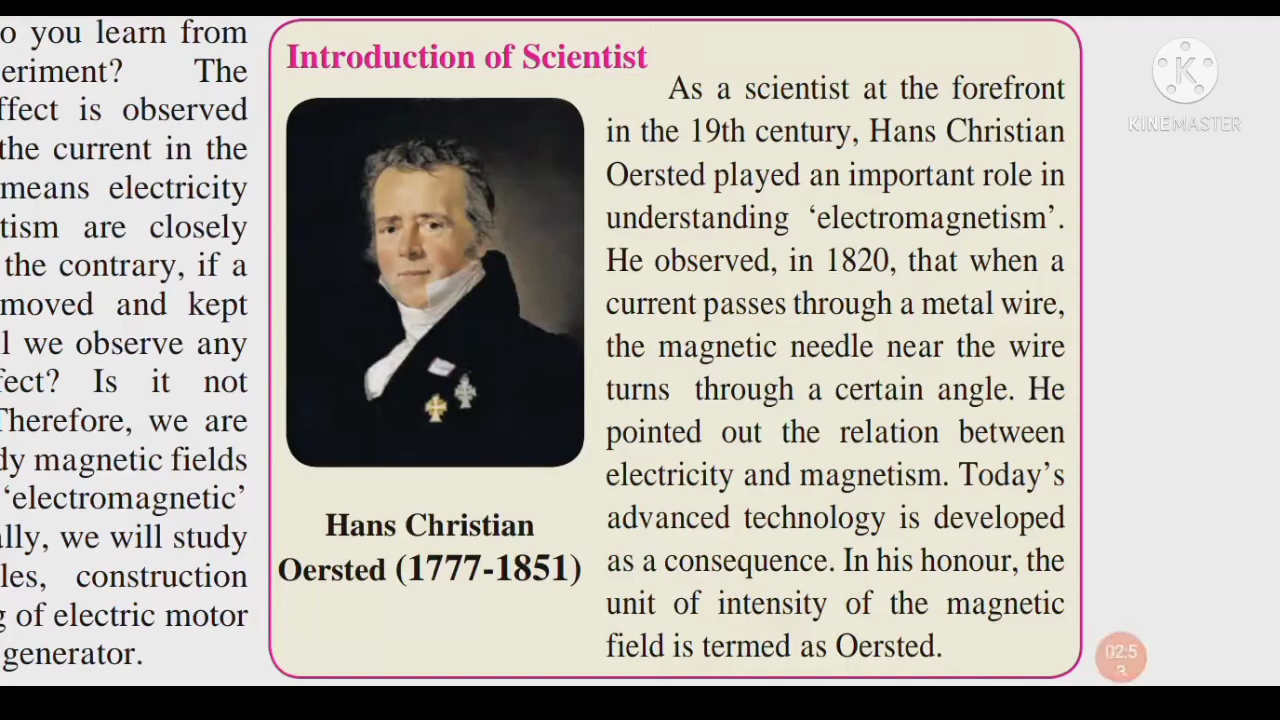 o you learn from
eriment? The
ffect is observed
the current in the
means electricity
tism are closely
the contrary, if a
moved and kept
l we observe any
fect? Is it not
Therefore, we are
dy magnetic fields
‘electromagnetic’
ally, we will study
les, construction
g of electric motor
generator.
Introduction of Scientist
As a scientist at the forefront
in the 19th century, Hans Christian
Oersted played an important role in
understanding ‘electromagnetism’.
He observed, in 1820, that when a
current passes through a metal wire,
the magnetic needle near the wire
turns through a certain angle. He
pointed out the relation between
electricity and magnetism. Today’s
advanced technology is developed
as a consequence. In his honour, the
unit of intensity of the magnetic
field is termed as Oersted.
Hans Christian
Oersted (1777-1851)
K
KINEMASTER
02:5
3